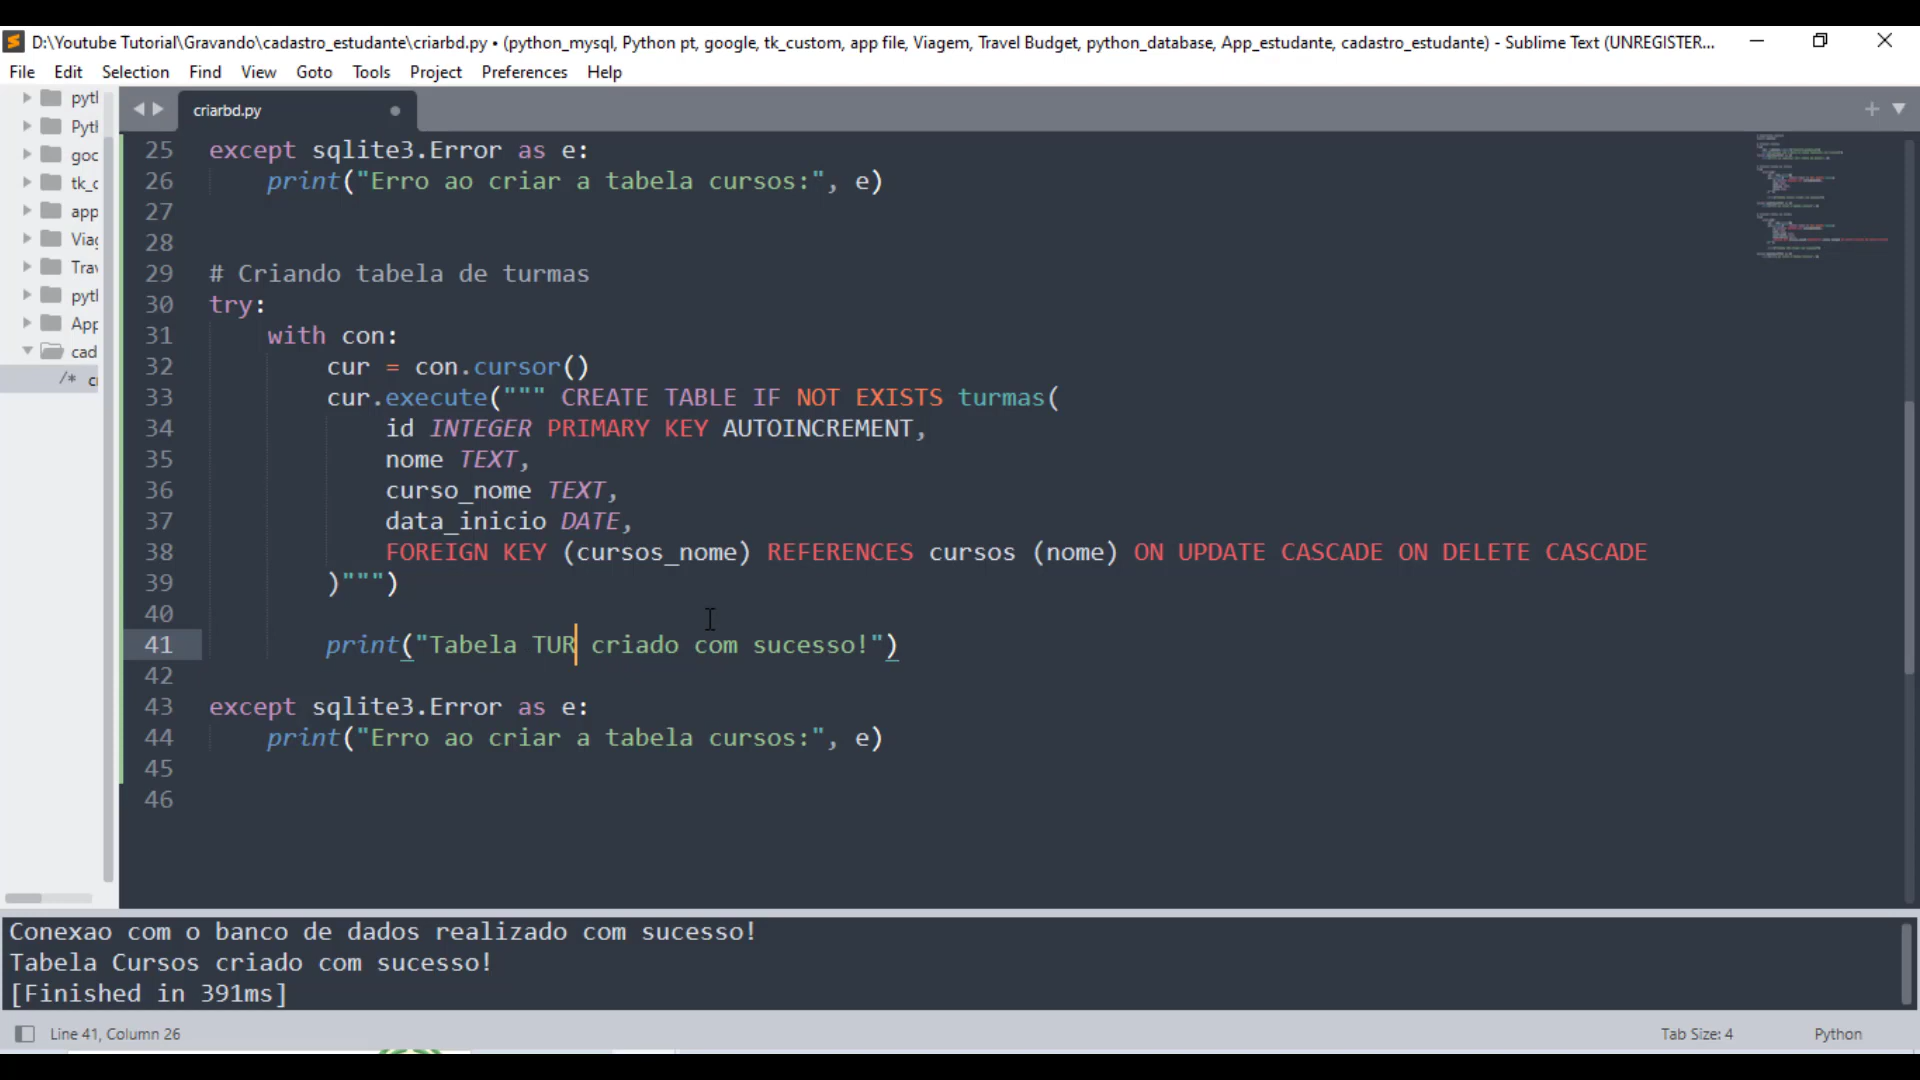 D:\Youtube Tutorial\Gravando\cadastro_estudante\criarbd.py • (python_mysql, Python pt, google, tk_custom, app file, Viagem, Travel Budget, python_database, App_estudante, cadastro_estudante) - Sublime Text (UNREGISTER...
File Edit Selection Find View Goto Tools Project Preferences Help
criarbd.py
25 except sqlite3.Error as e:
26 print("Erro ao criar a tabela cursos:", e)
27
28
29 # Criando tabela de turmas
30 try:
31 with con:
32 cur = con.cursor()
33 cur.execute(""" CREATE TABLE IF NOT EXISTS turmas(
34 id INTEGER PRIMARY KEY AUTOINCREMENT,
35 nome TEXT,
36 curso_nome TEXT,
37 data_inicio DATE,
38 FOREIGN KEY (cursos_nome) REFERENCES cursos (nome) ON UPDATE CASCADE ON DELETE CASCADE
39 )""")
40
41 print("Tabela TUR criado com sucesso!")
42
43 except sqlite3.Error as e:
44 print("Erro ao criar a tabela cursos:", e)
45
46
Conexao com o banco de dados realizado com sucesso!
Tabela Cursos criado com sucesso!
[Finished in 391ms]
Line 41, Column 26
Tab Size: 4
Python